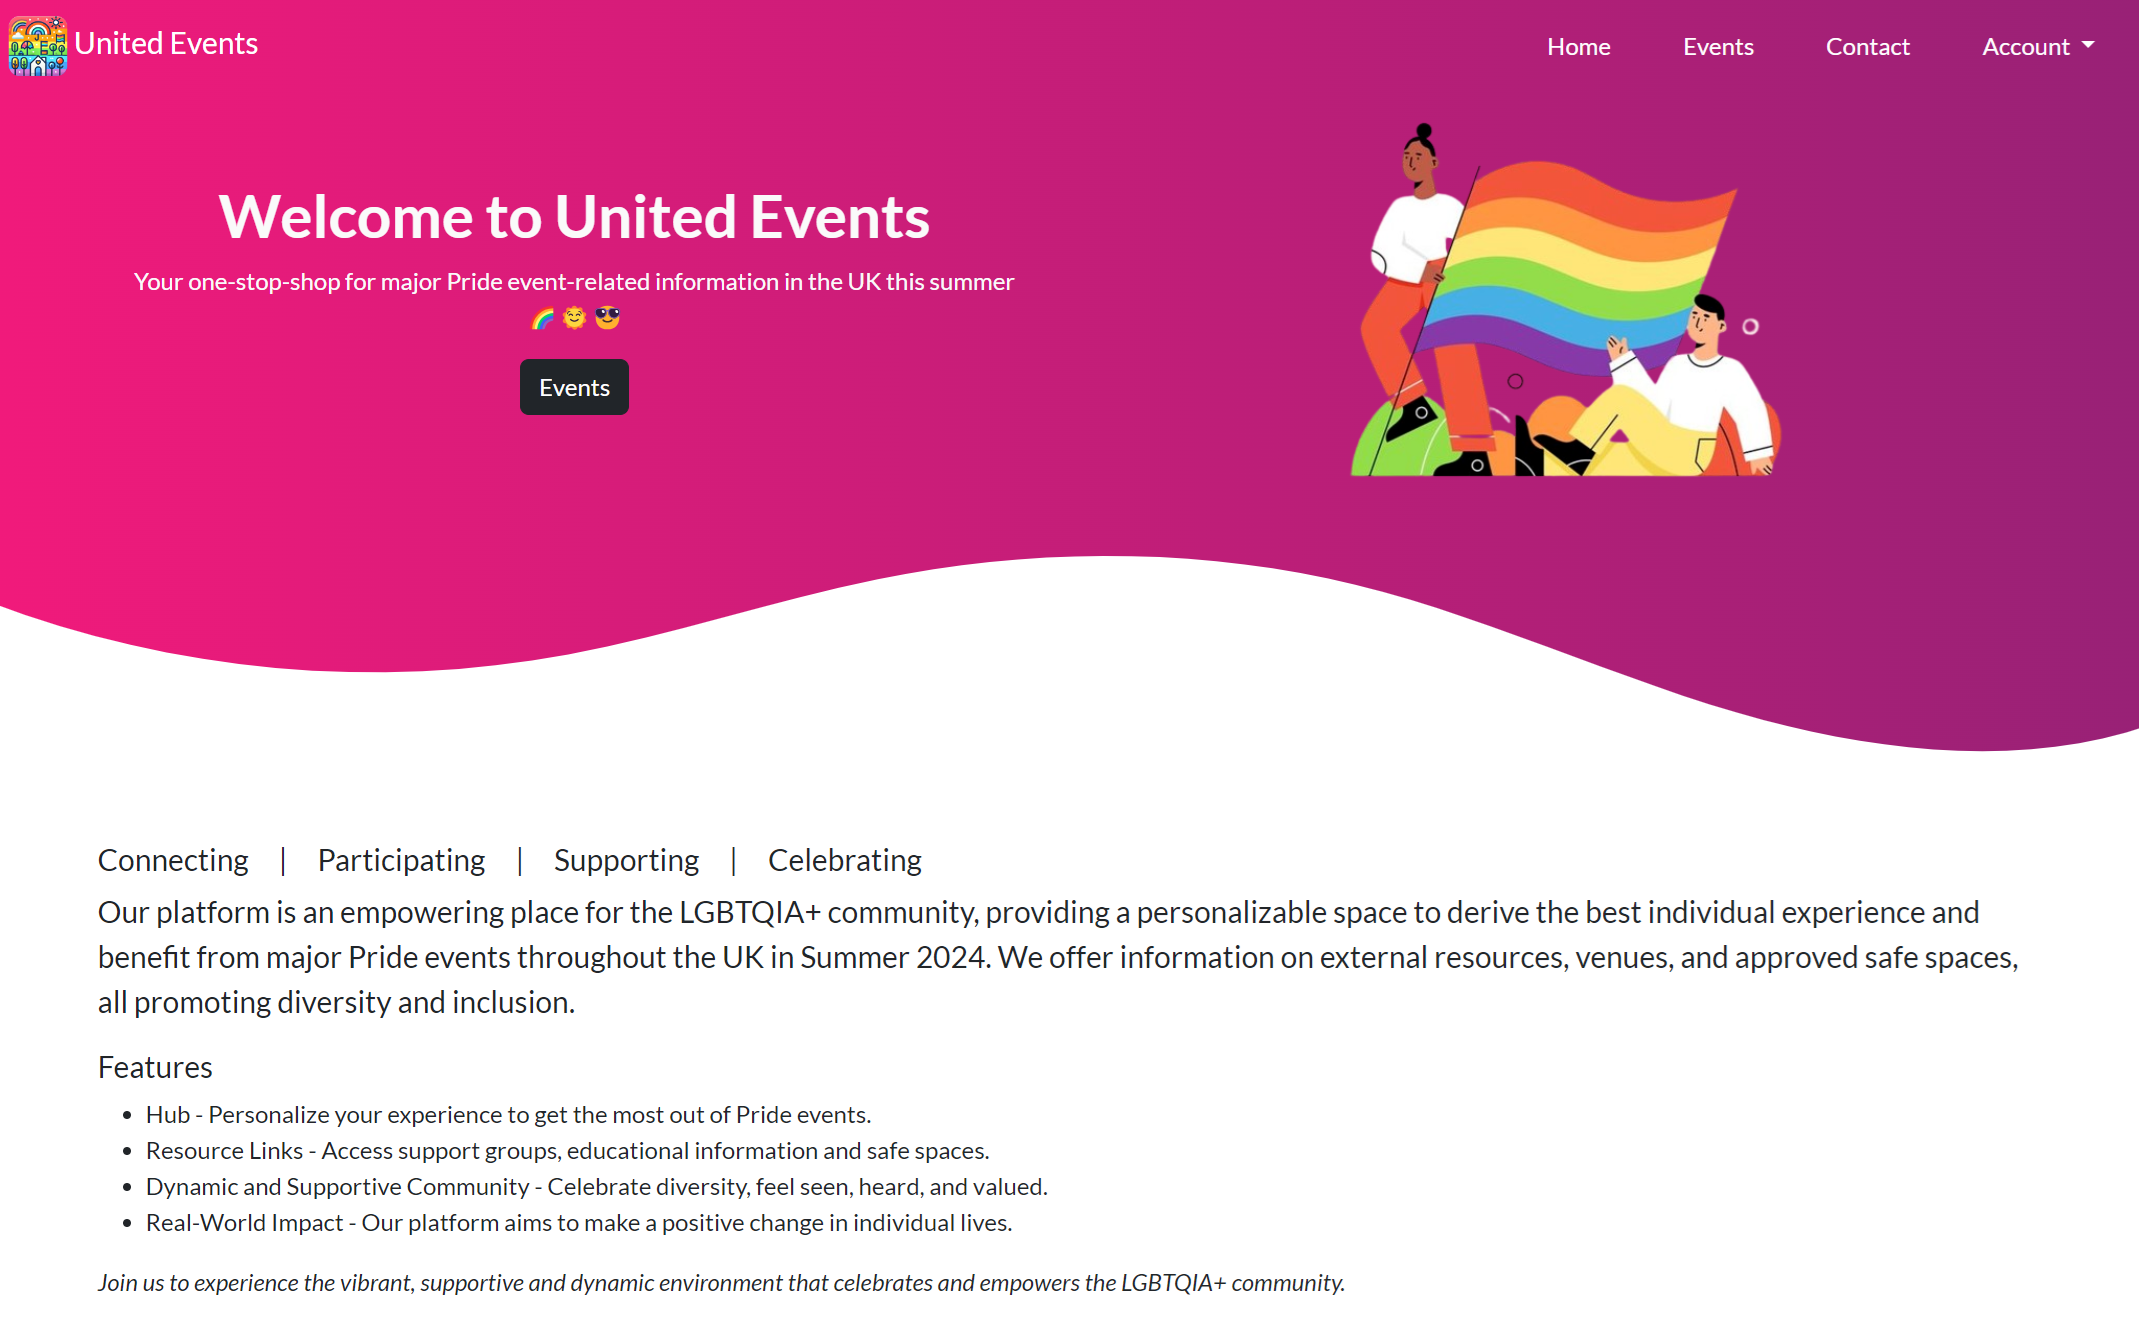 United Events
Home Events Contact Account
Welcome to United Events
Your one-stop-shop for major Pride event-related information in the UK this summer
🌈 🌞 😎
Events
Connecting | Participating | Supporting | Celebrating
Our platform is an empowering place for the LGBTQIA+ community, providing a personalizable space to derive the best individual experience and
benefit from major Pride events throughout the UK in Summer 2024. We offer information on external resources, venues, and approved safe spaces,
all promoting diversity and inclusion.
Features
• Hub - Personalize your experience to get the most out of Pride events.
• Resource Links - Access support groups, educational information and safe spaces.
• Dynamic and Supportive Community - Celebrate diversity, feel seen, heard, and valued.
• Real-World Impact - Our platform aims to make a positive change in individual lives.
Join us to experience the vibrant, supportive and dynamic environment that celebrates and empowers the LGBTQIA+ community.